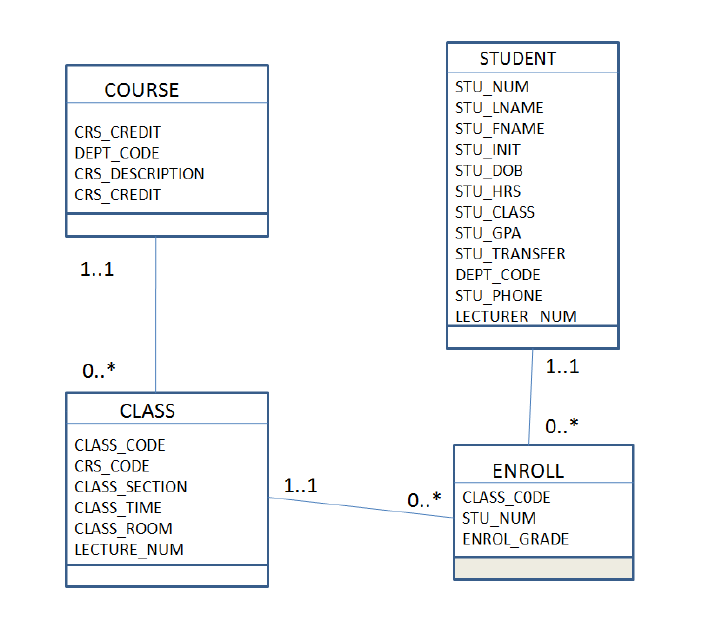 COURSE
CRS_CREDIT
DEPT_CODE
CRS_DESCRIPTION
CRS_CREDIT
1..1
0..*
CLASS
CLASS_CODE
CRS_CODE
CLASS_SECTION
CLASS_TIME
CLASS_ROOM
LECTURE_NUM
1..1
0..*
STUDENT
STU_NUM
STU_LNAME
STU_FNAME
STU_INIT
STU_DOB
STU_HRS
STU_CLASS
STU_GPA
STU_TRANSFER
DEPT_CODE
STU_PHONE
LECTURER_NUM
1..1
0..*
ENROLL
CLASS_C0DE
STU_NUM
ENROL_GRADE